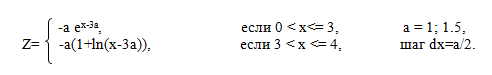 -a e^x-3a, если 0 < x<= 3, a = 1; 1.5,
Z=
-a(1+ln(x-3a)), если 3 < x <= 4, шаг dx=a/2.